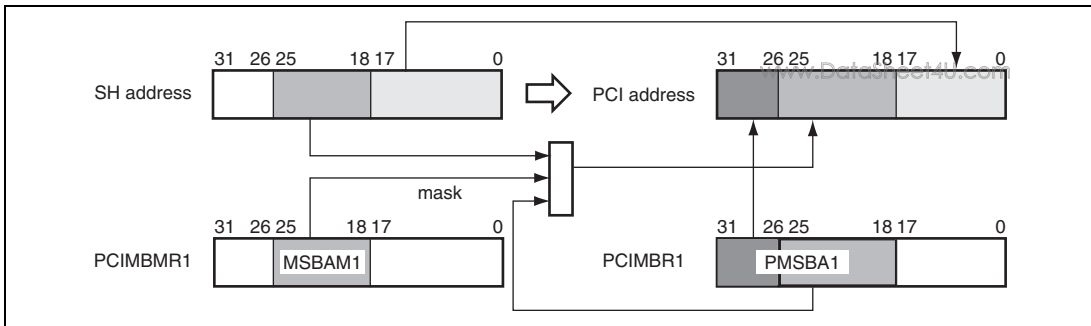 31 26 25 18 17 0
SH address
31 26 25 18 17 0
PCI address
www.DataSheet4U.com
mask
31 26 25 18 17 0
PCIMBMR1
MSBAM1
31 26 25 18 17 0
PCIMBR1
PMSBA1